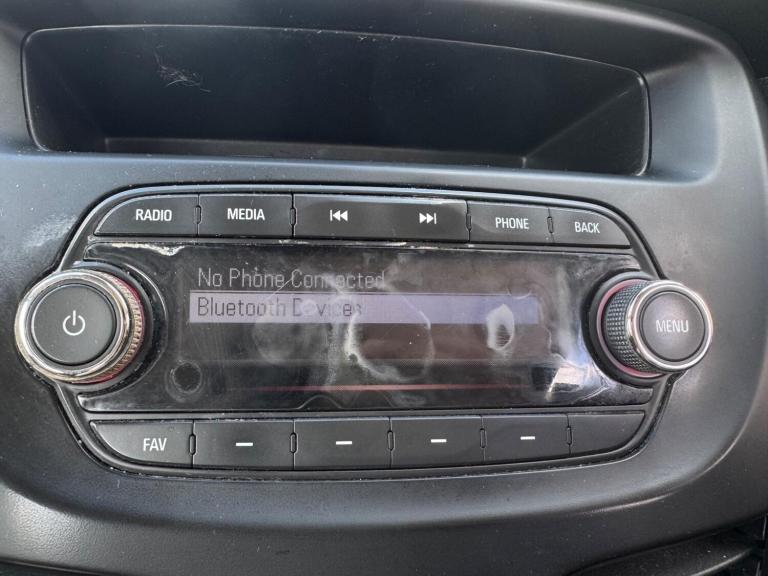 RADIO MEDIA PHONE BACK
No Phone Connected
Bluetooth Devices
MENU
FAV